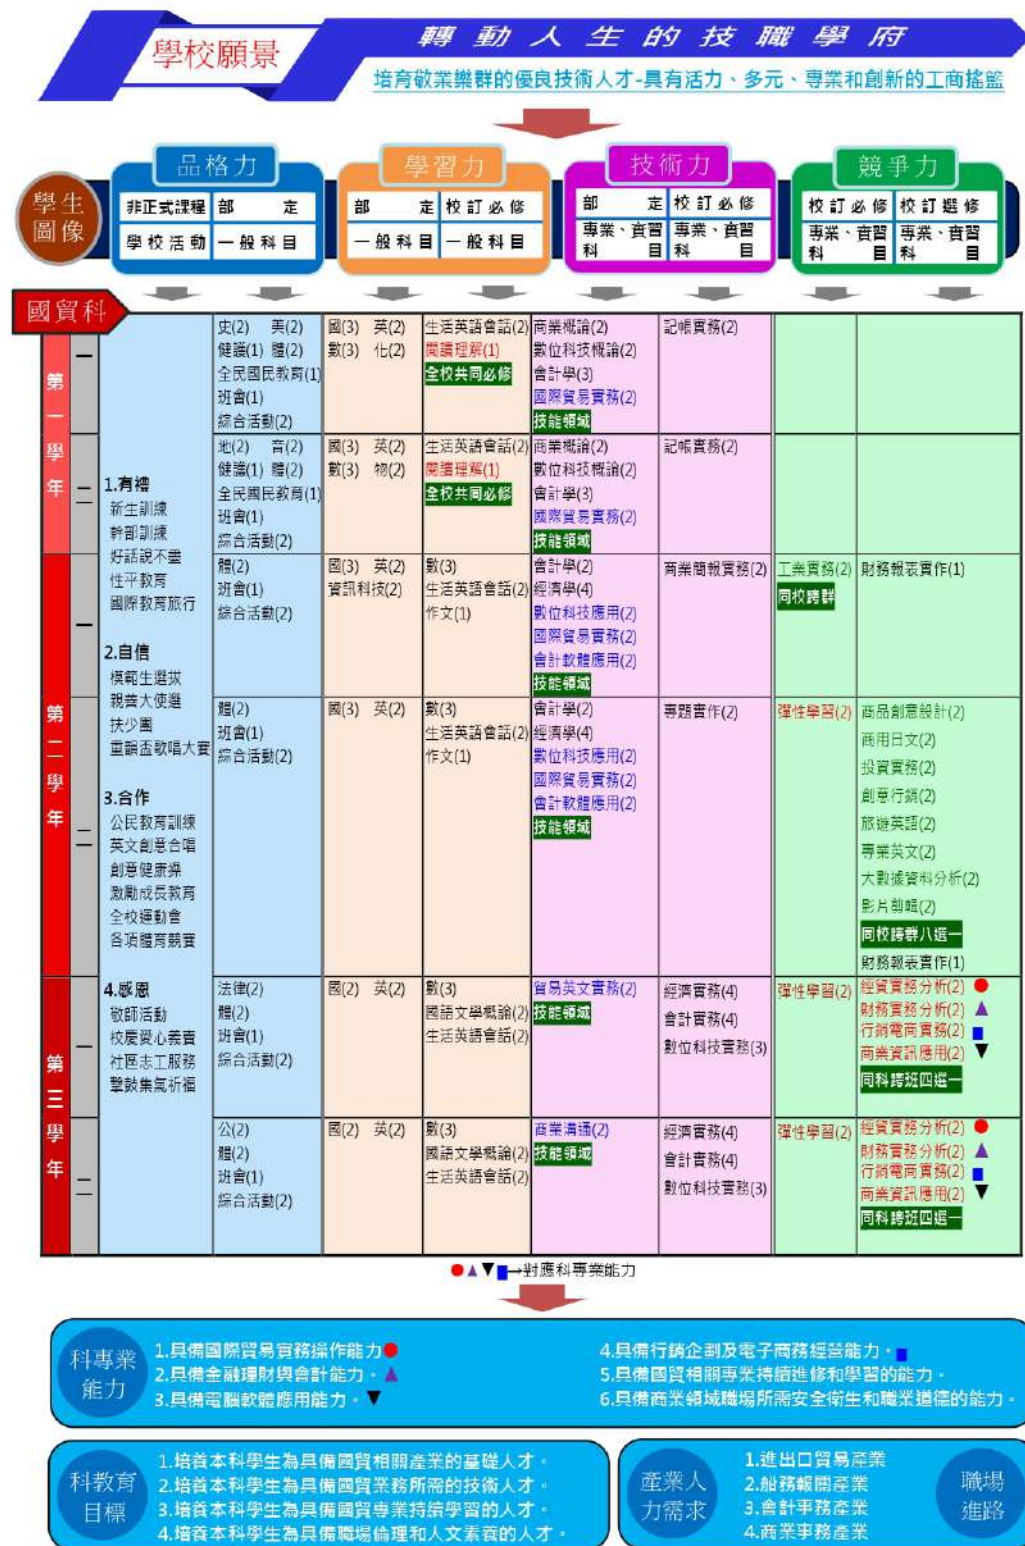 學校願景
轉動人生的技職學府
培育敬業樂群的優良技術人才-具有活力、多元、專業和創新的工商搖籃
學生圖像
品格力
非正式課程 部定
學校活動 一般科目
學習力
部定 校訂必修
一般科目 一般科目
技術力
部定 校訂必修
專業、實習科目 專業、實習科目
競爭力
校訂必修 校訂選修
專業、實習科目 專業、實習科目
國貿科
1.有禮
新生訓練
幹部訓練
好話說不盡
性平教育
國際教育旅行
2.自信
模範生選拔
親善大使選
扶少團
重韻盃歌唱大賽
3.合作
公民教育訓練
英文創意合唱
創意健康操
激勵成長教育
全校運動會
各項體育競賽
4.感恩
敬師活動
校慶愛心義賣
社區志工服務
擊鼓集氣祈福
第一學年
一
史(2) 美(2)
健護(1) 體(2)
全民國民教育(1)
班會(1)
綜合活動(2)
國(3) 英(2)
數(3) 化(2)
生活英語會話(2)
閱讀理解(1)
全校共同必修
商業概論(2)
數位科技概論(2)
會計學(3)
國際貿易實務(2)
技能領域
記帳實務(2)
二
地(2) 音(2)
健護(1) 體(2)
全民國民教育(1)
班會(1)
綜合活動(2)
國(3) 英(2)
數(3) 物(2)
生活英語會話(2)
閱讀理解(1)
全校共同必修
商業概論(2)
數位科技概論(2)
會計學(3)
國際貿易實務(2)
技能領域
記帳實務(2)
第二學年
一
體(2)
班會(1)
綜合活動(2)
國(3) 英(2)
資訊科技(2)
數(3)
生活英語會話(2)
作文(1)
會計學(2)
經濟學(4)
數位科技應用(2)
國際貿易實務(2)
會計軟體應用(2)
技能領域
商業簡報實務(2)
工業實務(2)
同校跨群
財務報表實作(1)
二
體(2)
班會(1)
綜合活動(2)
國(3) 英(2)
數(3)
生活英語會話(2)
作文(1)
會計學(2)
經濟學(4)
數位科技應用(2)
國際貿易實務(2)
會計軟體應用(2)
技能領域
專題實作(2)
彈性學習(2)
商品創意設計(2)
商用日文(2)
投資實務(2)
創意行銷(2)
旅遊英語(2)
專業英文(2)
大數據資料分析(2)
影片剪輯(2)
同校跨群八選一
財務報表實作(1)
第三學年
一
法律(2)
體(2)
班會(1)
綜合活動(2)
國(2) 英(2)
數(3)
國語文學概論(2)
生活英語會話(2)
貿易英文實務(2)
技能領域
經濟實務(4)
會計實務(4)
數位科技實務(3)
彈性學習(2)
經貿實務分析(2) ●
財務實務分析(2) ▲
行銷電商實務(2) ■
商業資訊應用(2) ▼
同科跨班四選一
二
公(2)
體(2)
班會(1)
綜合活動(2)
國(2) 英(2)
數(3)
國語文學概論(2)
生活英語會話(2)
商業溝通(2)
技能領域
經濟實務(4)
會計實務(4)
數位科技實務(3)
彈性學習(2)
經貿實務分析(2) ●
財務實務分析(2) ▲
行銷電商實務(2) ■
商業資訊應用(2) ▼
同科跨班四選一
●▲▼■→對應科專業能力
科專業能力
1.具備國際貿易實務操作能力●
2.具備金融理財與會計能力。▲
3.具備電腦軟體應用能力。▼
4.具備行銷企劃及電子商務經營能力。■
5.具備國貿相關專業持續進修和學習的能力。
6.具備商業領域職場所需安全衛生和職業道德的能力。
科教育目標
1.培養本科學生為具備國貿相關產業的基礎人才。
2.培養本科學生為具備國貿業務所需的技術人才。
3.培養本科學生為具備國貿專業持續學習的人才。
4.培養本科學生為具備職場倫理和人文素養的人才。
產業人力需求
1.進出口貿易產業
2.船務報關產業
3.會計事務產業
4.商業事務產業
職場進路